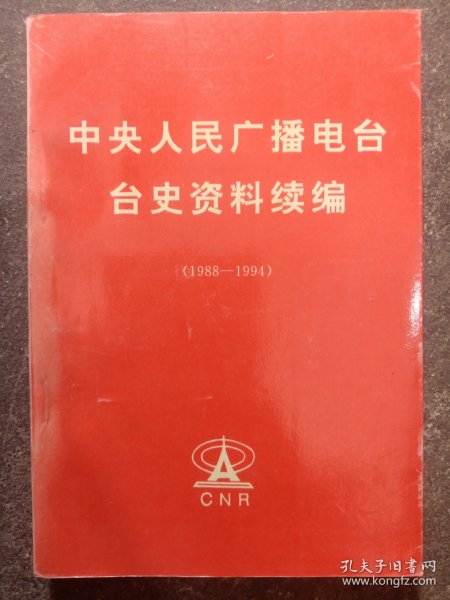 中央人民广播电台
台史资料续编
(1988—1994)
CNR
孔夫子旧书网
www.kongfz.com